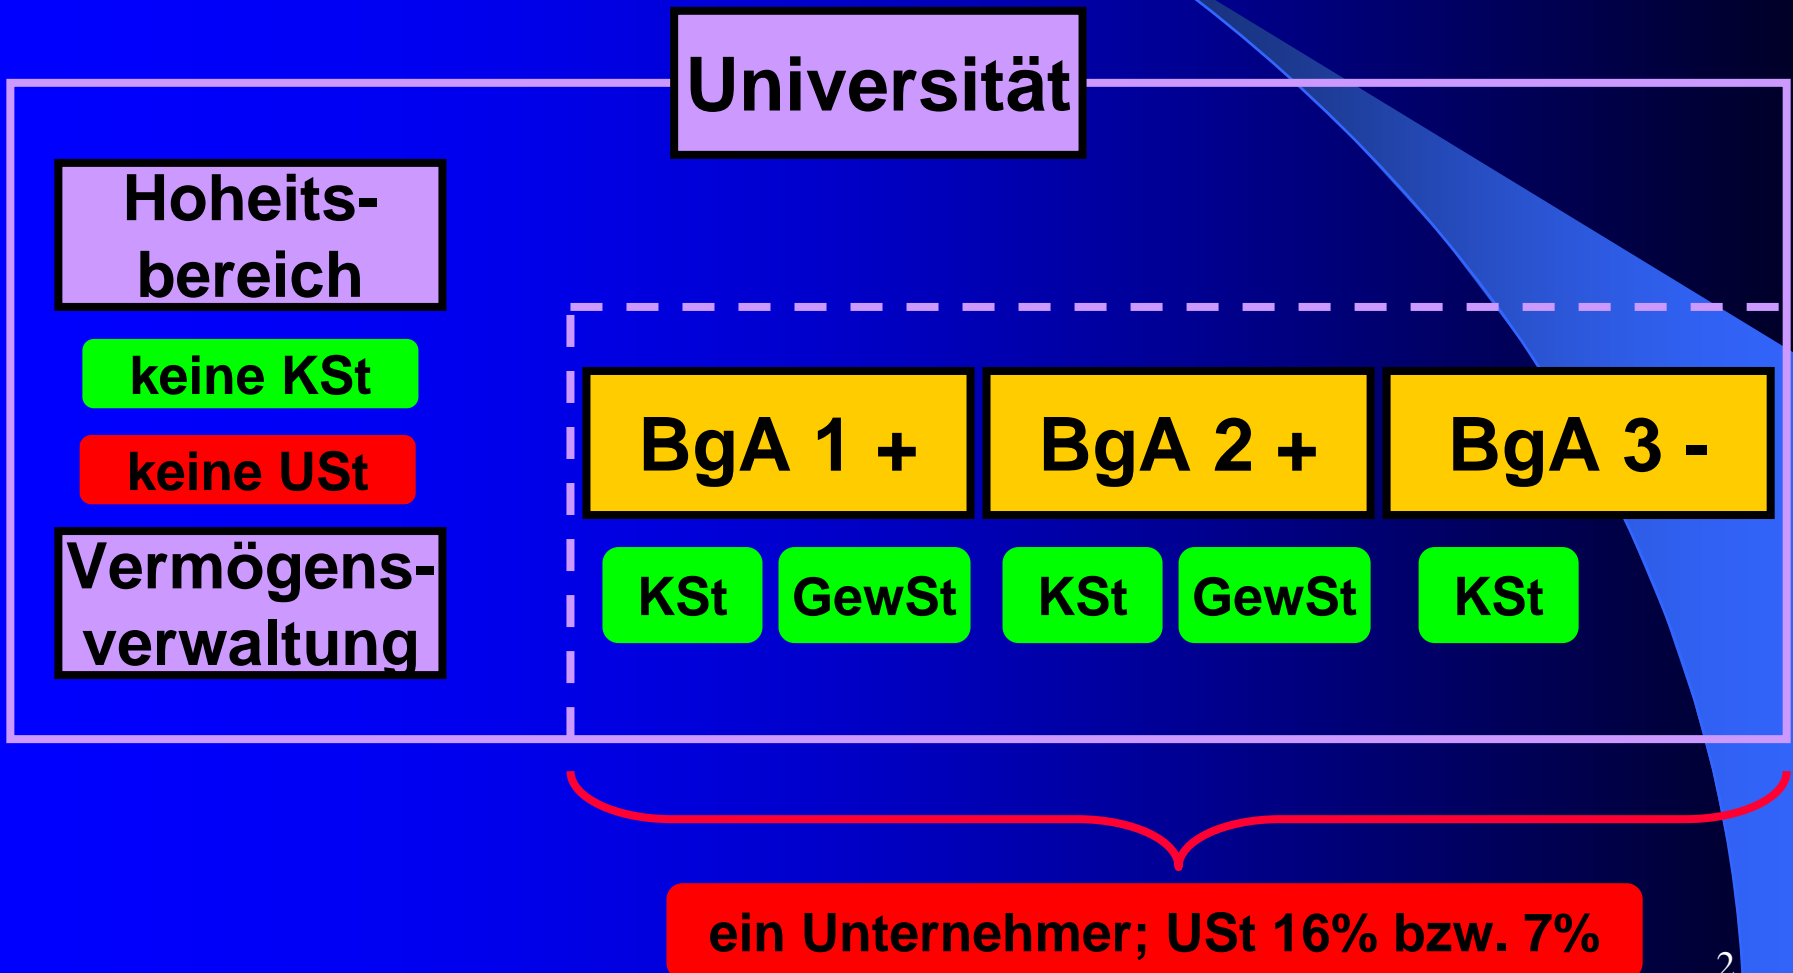 Universität
Hoheits-
bereich
keine KSt
keine USt
Vermögens-
verwaltung
BgA 1 +
BgA 2 +
BgA 3 -
KSt
GewSt
KSt
GewSt
KSt
ein Unternehmer; USt 16% bzw. 7%
2